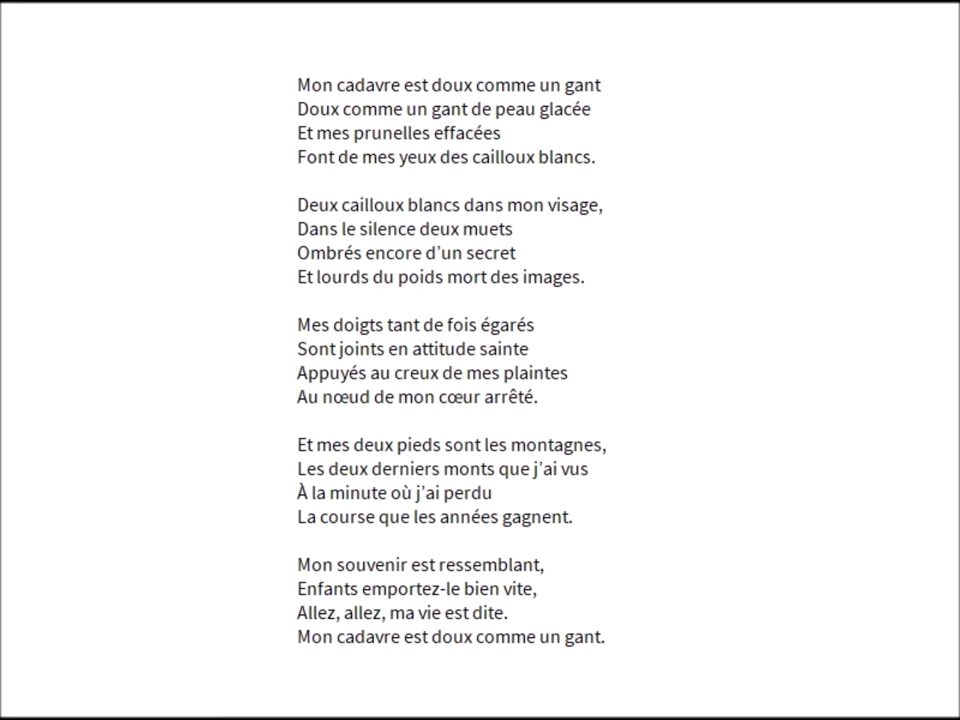 Mon cadavre est doux comme un gant
Doux comme un gant de peau glacée
Et mes prunelles effacées
Font de mes yeux des cailloux blancs.

Deux cailloux blancs dans mon visage,
Dans le silence deux muets
Ombrés encore d’un secret
Et lourds du poids mort des images.

Mes doigts tant de fois égarés
Sont joints en attitude sainte
Appuyés au creux de mes plaintes
Au nœud de mon cœur arrêté.

Et mes deux pieds sont les montagnes,
Les deux derniers monts que j’ai vus
À la minute où j’ai perdu
La course que les années gagnent.

Mon souvenir est ressemblant,
Enfants emportez-le bien vite,
Allez, allez, ma vie est dite.
Mon cadavre est doux comme un gant.